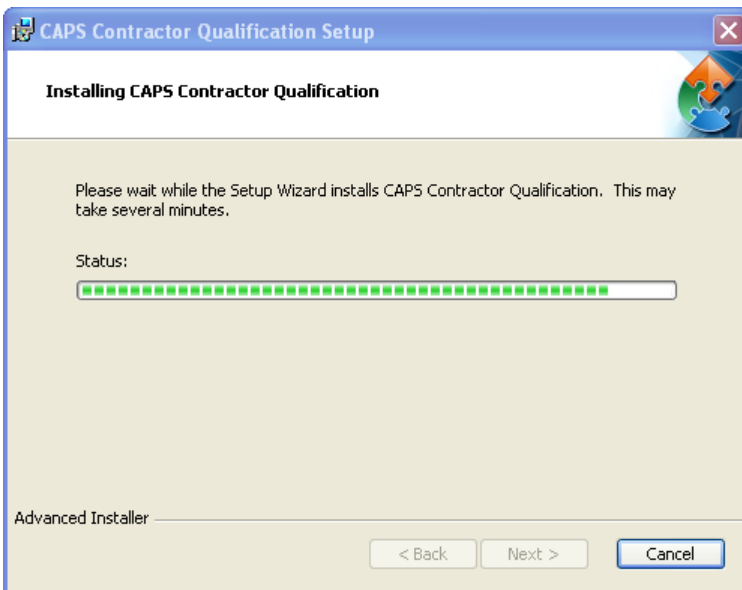 CAPS Contractor Qualification Setup
Installing CAPS Contractor Qualification
Please wait while the Setup Wizard installs CAPS Contractor Qualification.  This may
take several minutes.
Status:
Advanced Installer
< Back Next > Cancel